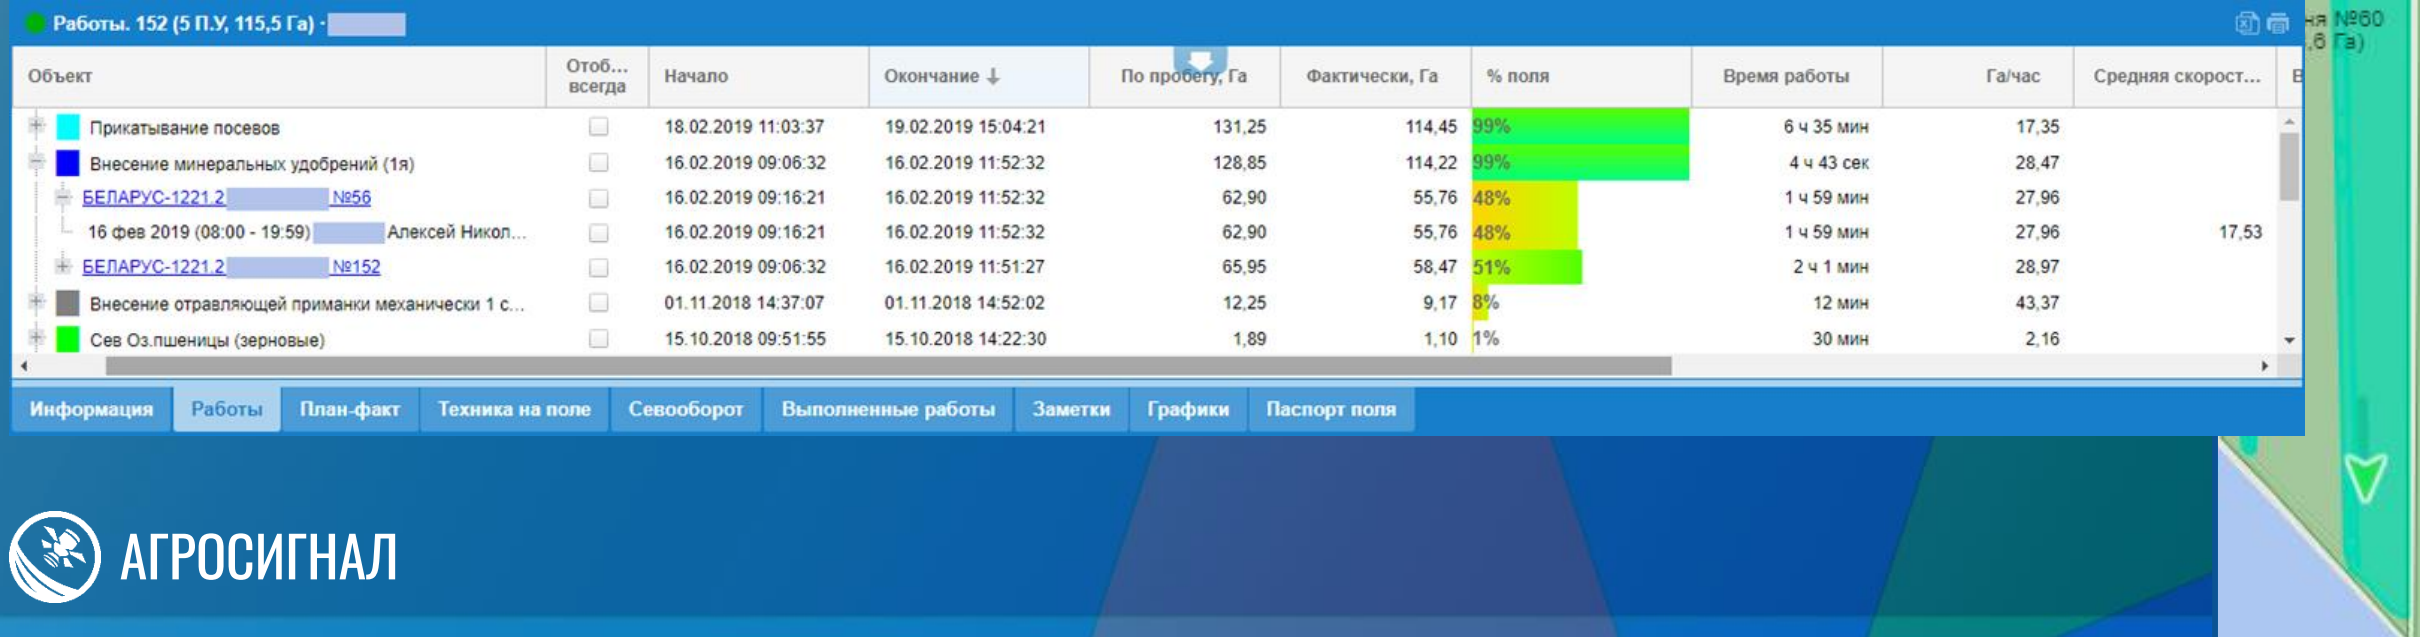 Работы. 152 (5 П.У, 115,5 Га) ·
ня №60
,6 Га)
Объект Отоб... всегда Начало Окончание По пробегу, Га Фактически, Га % поля Время работы Га/час Средняя скорост... В
Прикатывание посевов 18.02.2019 11:03:37 19.02.2019 15:04:21 131,25 114,45 99% 6 ч 35 мин 17,35
Внесение минеральных удобрений (1я) 16.02.2019 09:06:32 16.02.2019 11:52:32 128,85 114,22 99% 4 ч 43 сек 28,47
БЕЛАРУС-1221.2 №56 16.02.2019 09:16:21 16.02.2019 11:52:32 62,90 55,76 48% 1 ч 59 мин 27,96
16 фев 2019 (08:00 - 19:59) Алексей Никол... 16.02.2019 09:16:21 16.02.2019 11:52:32 62,90 55,76 48% 1 ч 59 мин 27,96 17,53
БЕЛАРУС-1221.2 №152 16.02.2019 09:06:32 16.02.2019 11:51:27 65,95 58,47 51% 2 ч 1 мин 28,97
Внесение отравляющей приманки механически 1 с... 01.11.2018 14:37:07 01.11.2018 14:52:02 12,25 9,17 8% 12 мин 43,37
Сев Оз.пшеницы (зерновые) 15.10.2018 09:51:55 15.10.2018 14:22:30 1,89 1,10 1% 30 мин 2,16
Информация Работы План-факт Техника на поле Севооборот Выполненные работы Заметки Графики Паспорт поля
АГРОСИГНАЛ